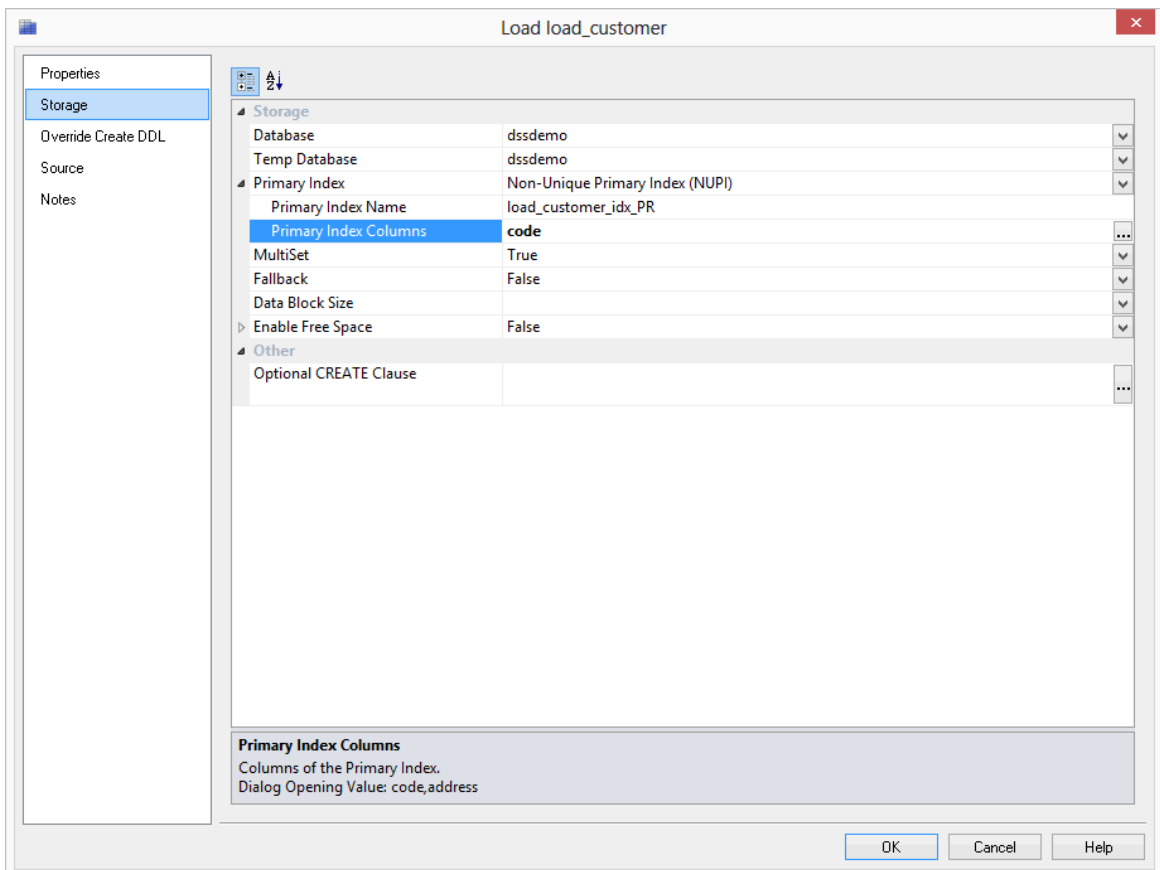 Load load_customer
Properties
Storage
Override Create DDL
Source
Notes
Storage
Database dssdemo
Temp Database dssdemo
Primary Index Non-Unique Primary Index (NUPI)
Primary Index Name load_customer_idx_PR
Primary Index Columns code ...
MultiSet True
Fallback False
Data Block Size
Enable Free Space False
Other
Optional CREATE Clause ...
Primary Index Columns
Columns of the Primary Index.
Dialog Opening Value: code,address
OK Cancel Help